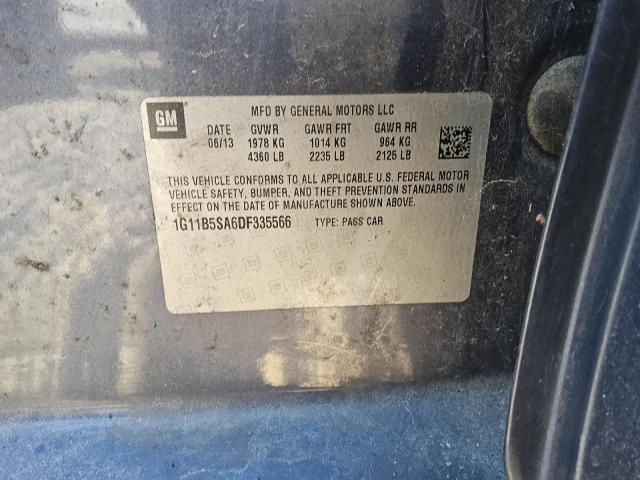 GM
MFD BY GENERAL MOTORS LLC
DATE GVWR GAWR FRT GAWR RR
06/13 1978 KG 1014 KG 964 KG
4360 LB 2235 LB 2125 LB
THIS VEHICLE CONFORMS TO ALL APPLICABLE U.S. FEDERAL MOTOR
VEHICLE SAFETY, BUMPER, AND THEFT PREVENTION STANDARDS IN
EFFECT ON THE DATE OF MANUFACTURE SHOWN ABOVE.
1G11B5SA6DF335566 TYPE: PASS CAR